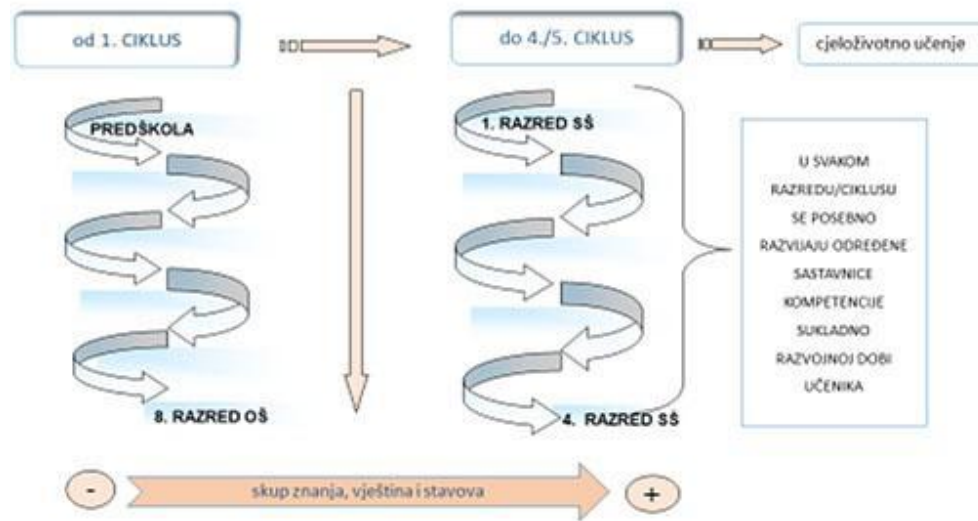 od 1. CIKLUS
do 4./5. CIKLUS
cjeloživotno učenje
PREDŠKOLA
8. RAZRED OŠ
1. RAZRED SŠ
4. RAZRED SŠ
U SVAKOM
RAZREDU/CIKLUSU
SE POSEBNO
RAZVIJAJU ODREĐENE
SASTAVNICE
KOMPETENCIJE
SUKLADNO
RAZVOJNOJ DOBI
UČENIKA
-
skup znanja, vještina i stavova
+